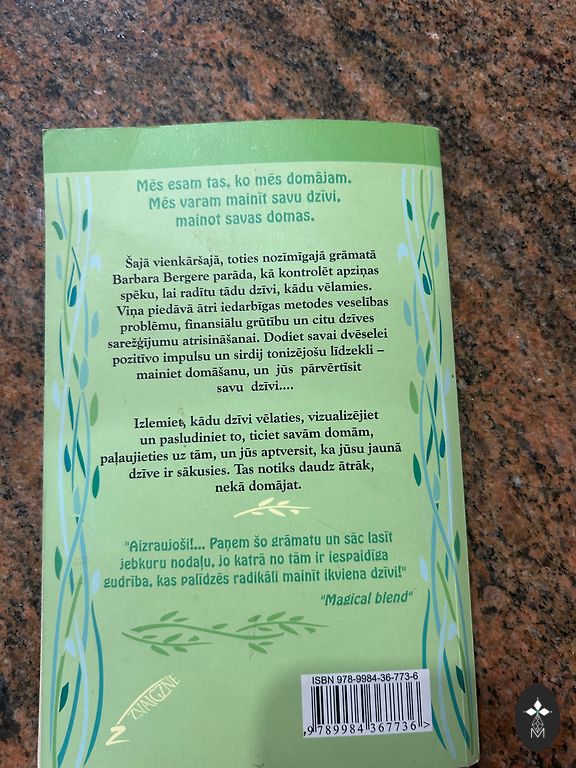 Mēs esam tas, ko mēs domājam.
Mēs varam mainīt savu dzīvi,
mainot savas domas.
Šajā vienkāršajā, toties nozīmīgajā grāmatā
Barbara Bergere parāda, kā kontrolēt apziņas
spēku, lai radītu tādu dzīvi, kādu vēlamies.
Viņa piedāvā ātri iedarbīgas metodes veselības
problēmu, finansiālu grūtību un citu dzīves
sarežģījumu atrisināšanai. Dodiet savai dvēselei
pozitīvo impulsu un sirdij tonizējošu līdzekli –
mainiet domāšanu, un jūs pārvērtīsit
savu dzīvi....
Izlemiet, kādu dzīvi vēlaties, vizualizējiet
un pasludiniet to, ticiet savām domām,
paļaujieties uz tām, un jūs aptversit, ka jūsu jaunā
dzīve ir sākusies. Tas notiks daudz ātrāk,
nekā domājat.
"Aizraujoši!... Paņem šo grāmatu un sāc lasīt
jebkuru nodaļu, jo katrā no tām ir iespaidīga
gudrība, kas palīdzēs radikāli mainīt ikviena dzīvi!"
"Magical blend"
ZVAIGZNE
ISBN 978-9984-36-773-6
9 789984 367736 >